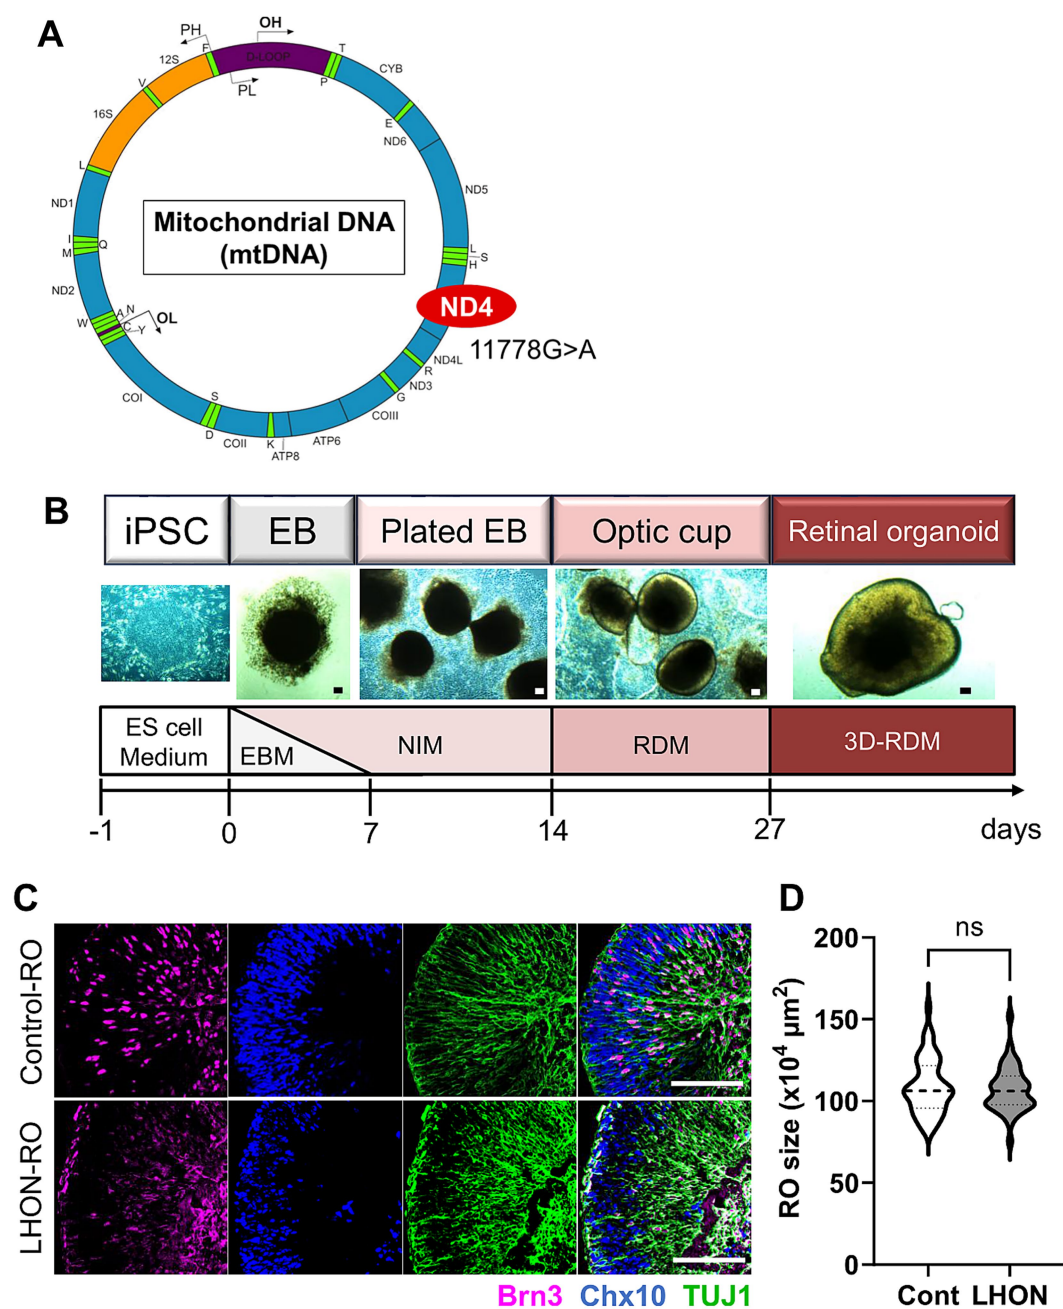 A
PH
OH
F
D-LOOP
T
12S
CYB
V
PL
P
16S
E
ND6
L
ND1
ND5
Mitochondrial DNA
(mtDNA)
I
Q
M
L
S
H
ND2
ND4
A
N
W
C
OL
Y
11778G>A
ND4L
R
ND3
COI
S
G
COIII
D
COII
K
ATP6
ATP8
B
iPSC
EB
Plated EB
Optic cup
Retinal organoid
ES cell
Medium
EBM
NIM
RDM
3D-RDM
-1
0
7
14
27
days
C
Control-RO
LHON-RO
Brn3 Chx10 TUJ1
D
ns
RO size (x10⁴ µm²)
200
150
100
50
0
Cont LHON